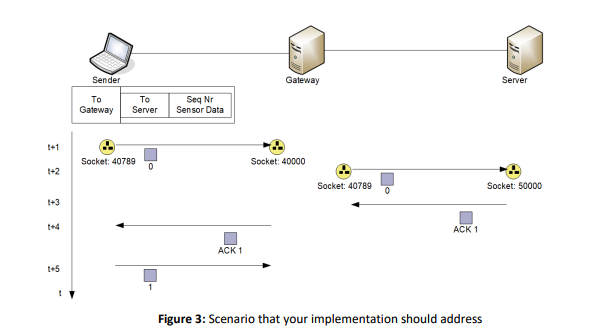 Sender
Gateway
Server
To
Gateway
To
Server
Seq Nr
Sensor Data
t+1
Socket: 40789
0
Socket: 40000
t+2
Socket: 40789
0
Socket: 50000
t+3
ACK 1
t+4
ACK 1
t+5
1
t
Figure 3: Scenario that your implementation should address